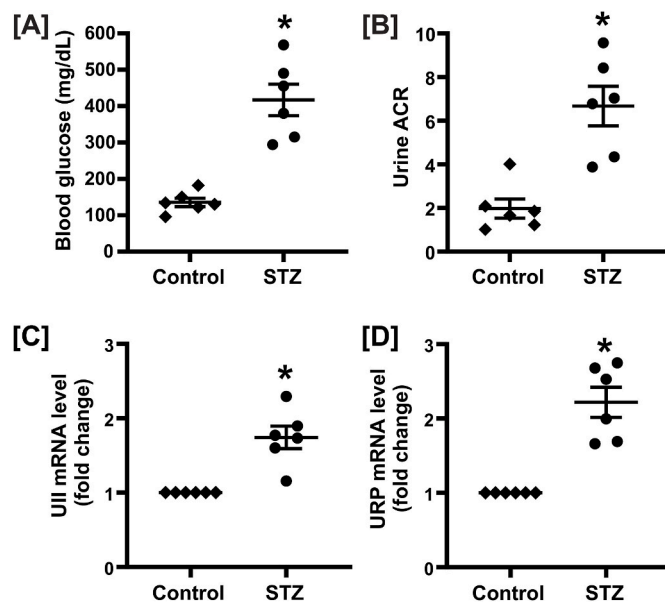 [A]
Blood glucose (mg/dL)
600
500
400
300
200
100
0
*
Control STZ
[B]
Urine ACR
10
8
6
4
2
0
*
Control STZ
[C]
UII mRNA level
(fold change)
3
2
1
0
*
Control STZ
[D]
URP mRNA level
(fold change)
3
2
1
0
*
Control STZ